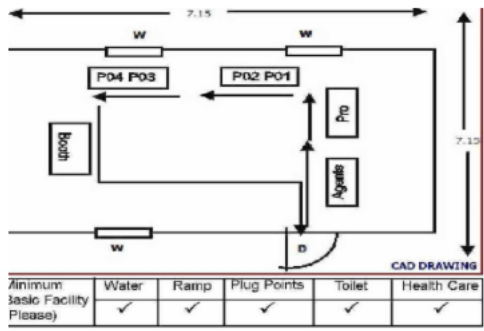 7.15
W W
P04 P03 P02 P01
Pro
Booth
7.15
Agents
W D
CAD DRAWING
Minimum Water Ramp Plug Points Toilet Health Care
Basic Facility ✓ ✓ ✓ ✓ ✓
(Please)